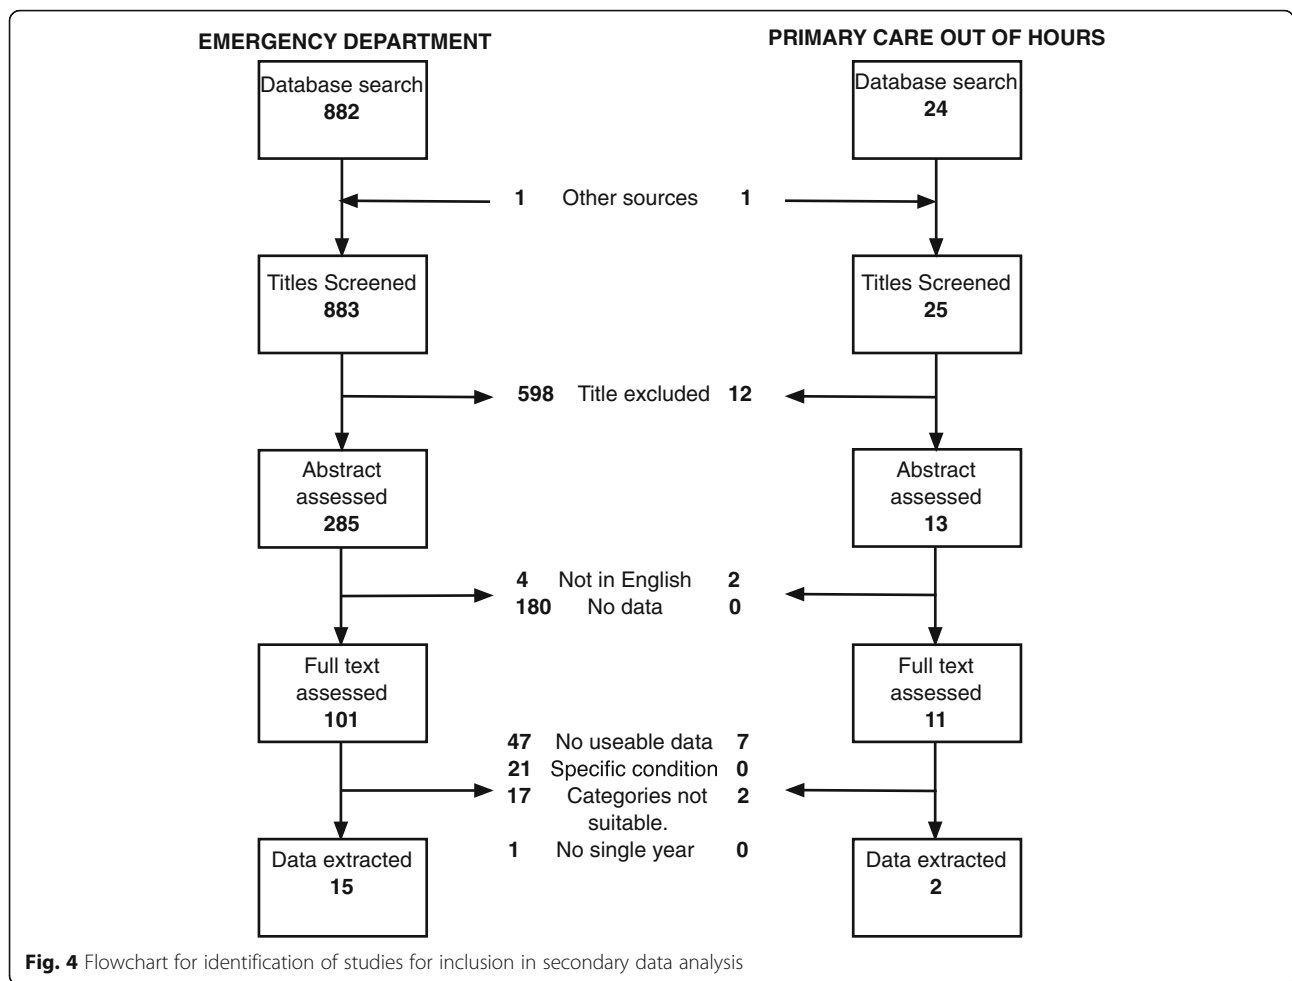 EMERGENCY DEPARTMENT
PRIMARY CARE OUT OF HOURS
Database search
882
Database search
24
1 Other sources 1
Titles Screened
883
Titles Screened
25
598 Title excluded 12
Abstract
assessed
285
Abstract
assessed
13
4 Not in English 2
180 No data 0
Full text
assessed
101
Full text
assessed
11
47 No useable data 7
21 Specific condition 0
17 Categories not 2
suitable.
1 No single year 0
Data extracted
15
Data extracted
2
Fig. 4 Flowchart for identification of studies for inclusion in secondary data analysis